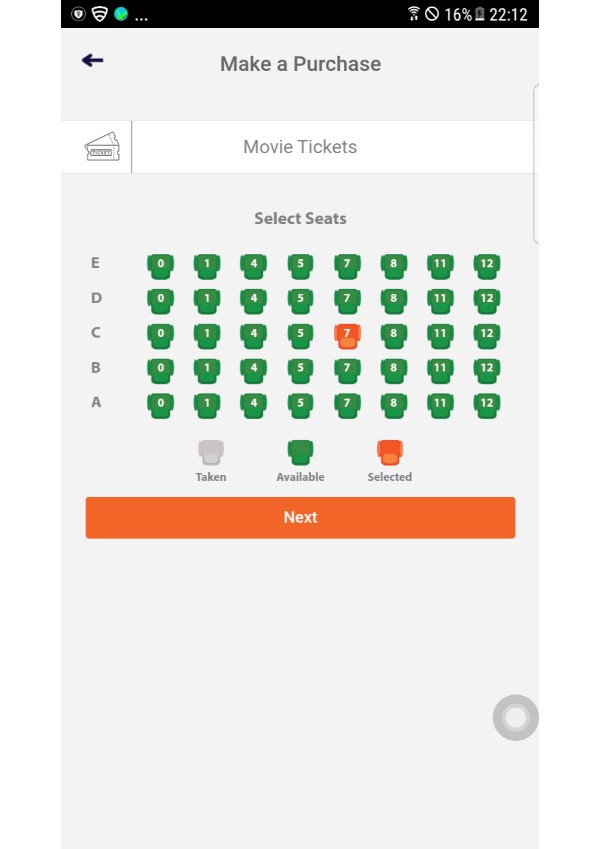 ... 16% 22:12
Make a Purchase
TICKET Movie Tickets
Select Seats
E 0 1 4 5 7 8 11 12
D 0 1 4 5 7 8 11 12
C 0 1 4 5 7 8 11 12
B 0 1 4 5 7 8 11 12
A 0 1 4 5 7 8 11 12
Taken Available Selected
Next